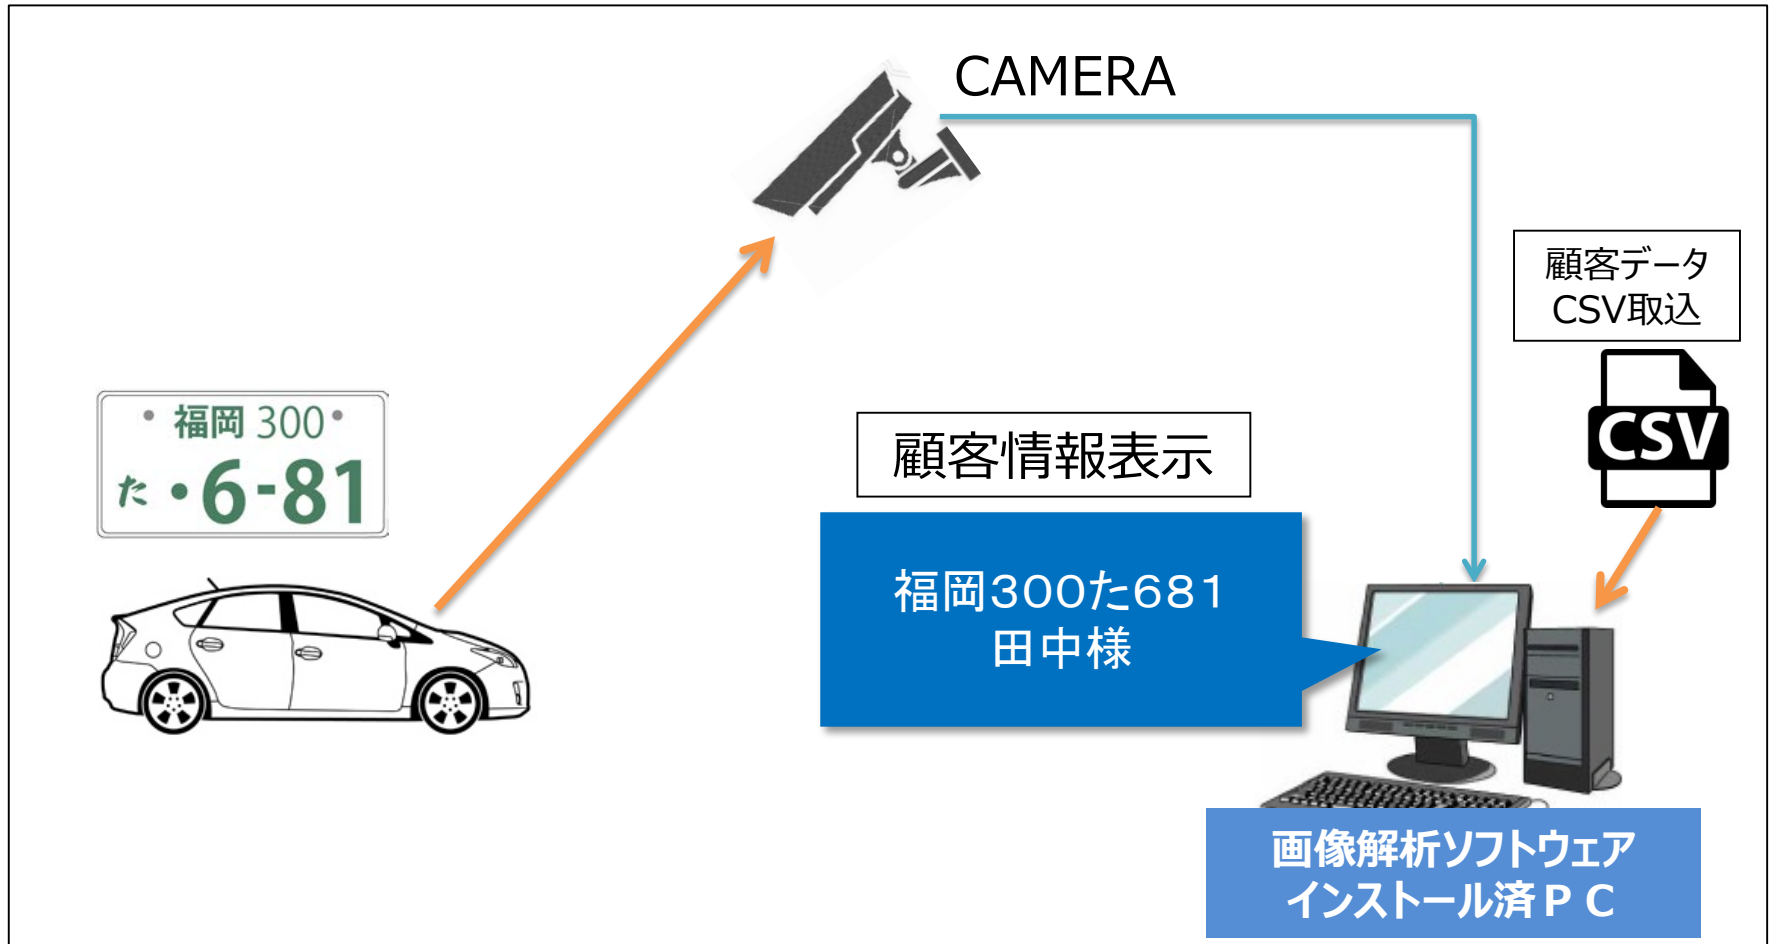 CAMERA
顧客データ
CSV取込
CSV
・福岡 300・
た ・6-81
顧客情報表示
福岡300た681
田中様
画像解析ソフトウェア
インストール済PC